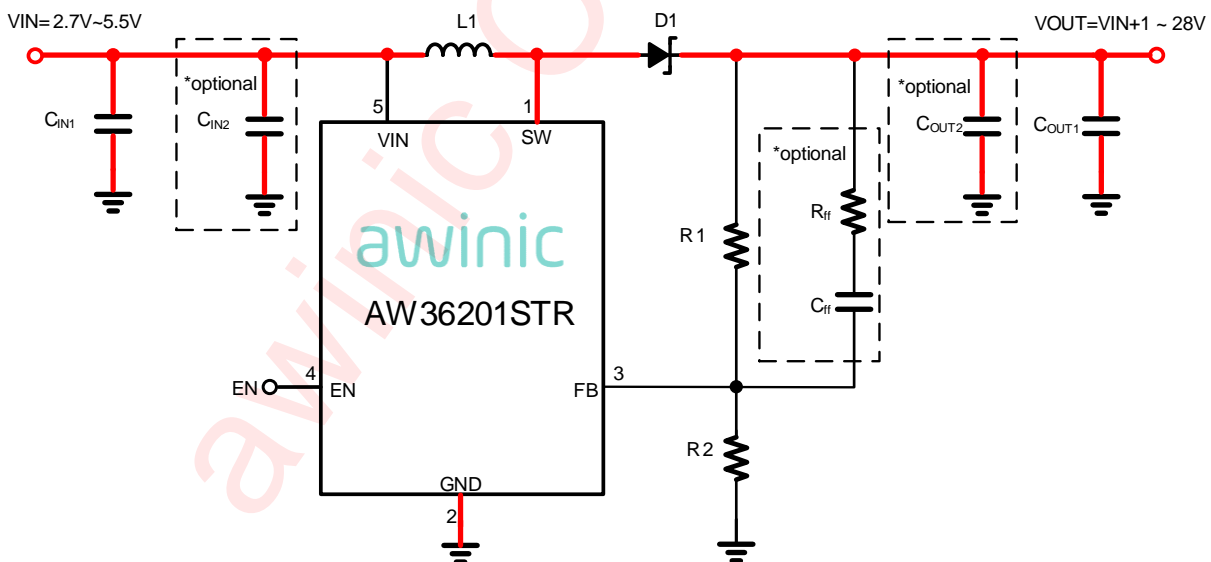 VIN=2.7V~5.5V
L1
D1
VOUT=VIN+1 ~ 28V
*optional
*optional
CIN1
CIN2
5
1
VIN
SW
COUT2
COUT1
*optional
Rff
R1
awinic
AW36201STR
Cff
EN
4
EN
FB
3
R2
GND
2
awinic C